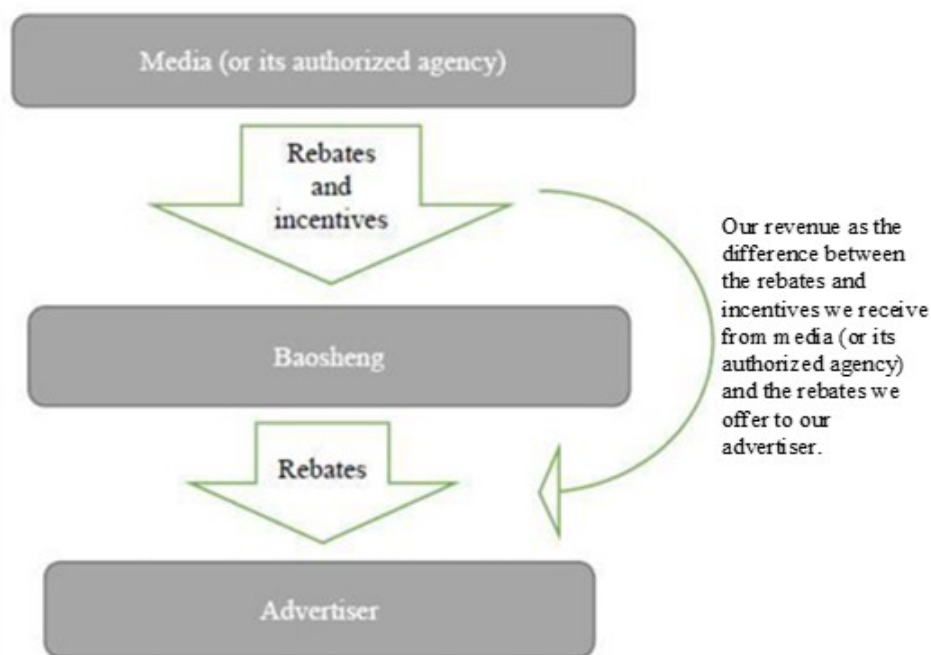 Media (or its authorized agency)
Rebates
and
incentives
Our revenue as the
difference between
the rebates and
incentives we receive
from media (or its
authorized agency)
and the rebates we
offer to our
advertiser.
Baosheng
Rebates
Advertiser